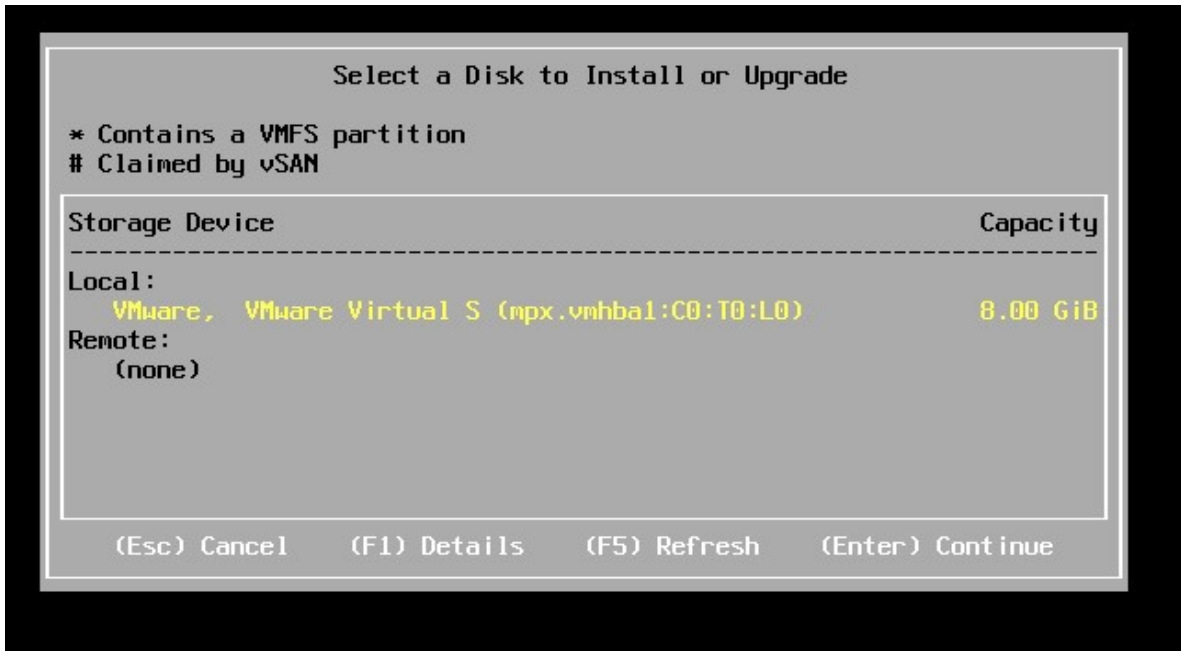 Select a Disk to Install or Upgrade
* Contains a VMFS partition
# Claimed by vSAN
Storage Device Capacity
--------------------------------------------------------------------------------
Local:
VMware,  VMware Virtual S (mpx.vmhba1:C0:T0:L0) 8.00 GiB
Remote:
(none)
(Esc) Cancel (F1) Details (F5) Refresh (Enter) Continue